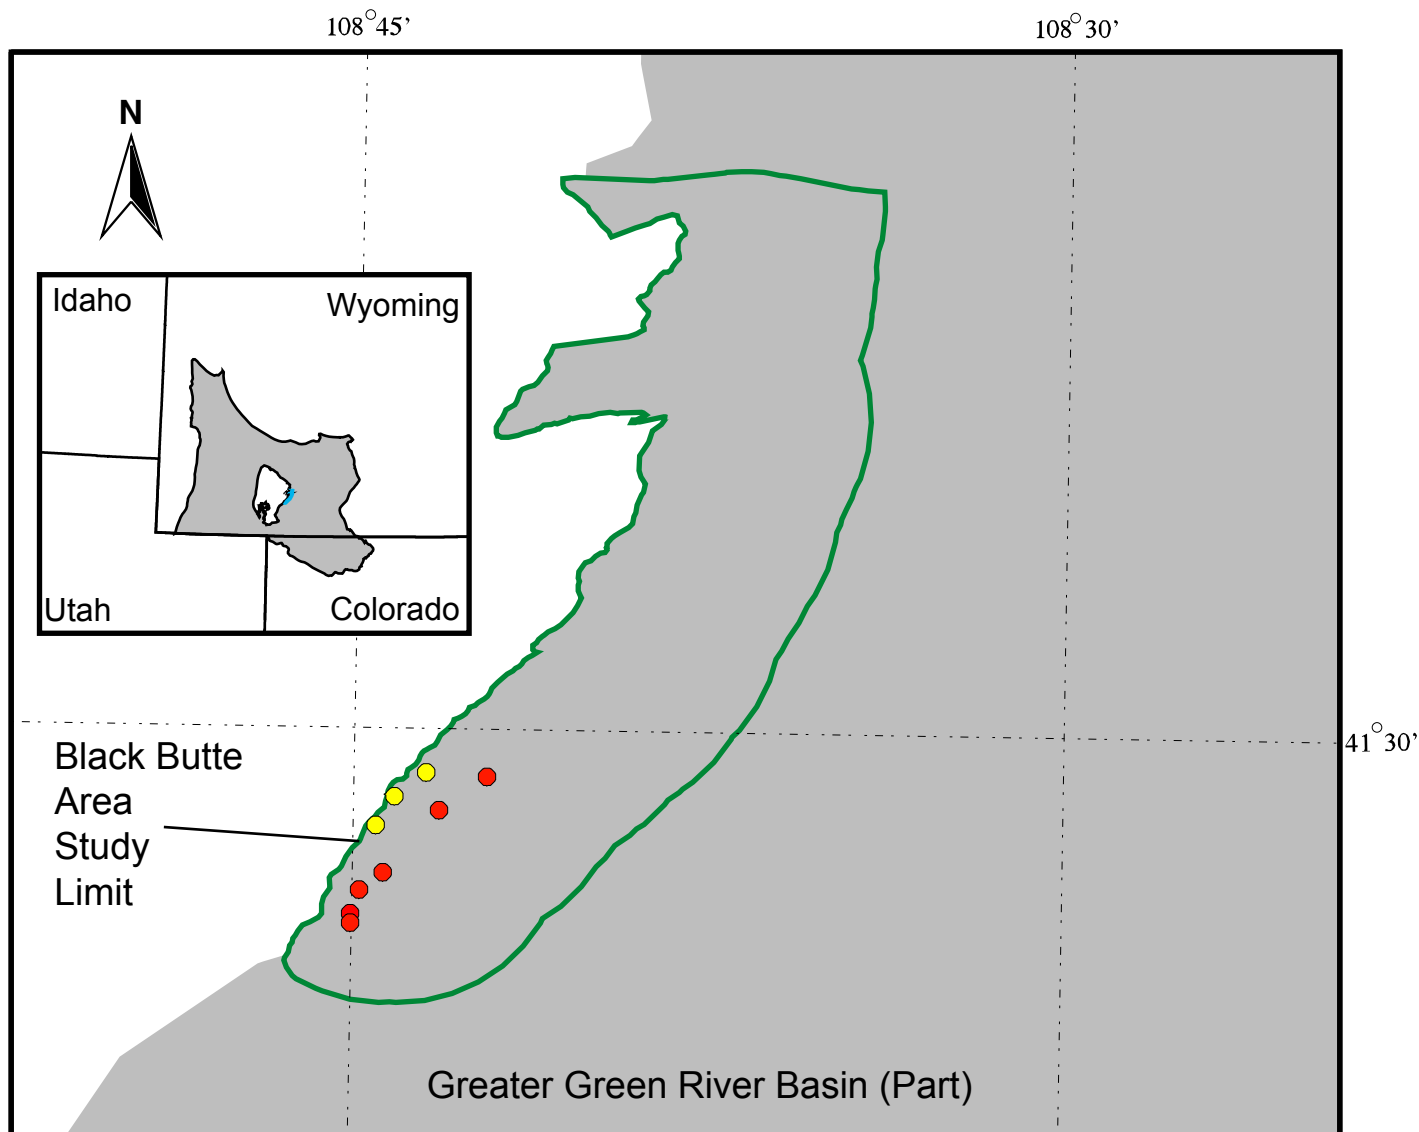 108°45'
108°30'
N
Idaho
Wyoming
Utah
Colorado
41°30'
Black Butte
Area
Study
Limit
Greater Green River Basin (Part)